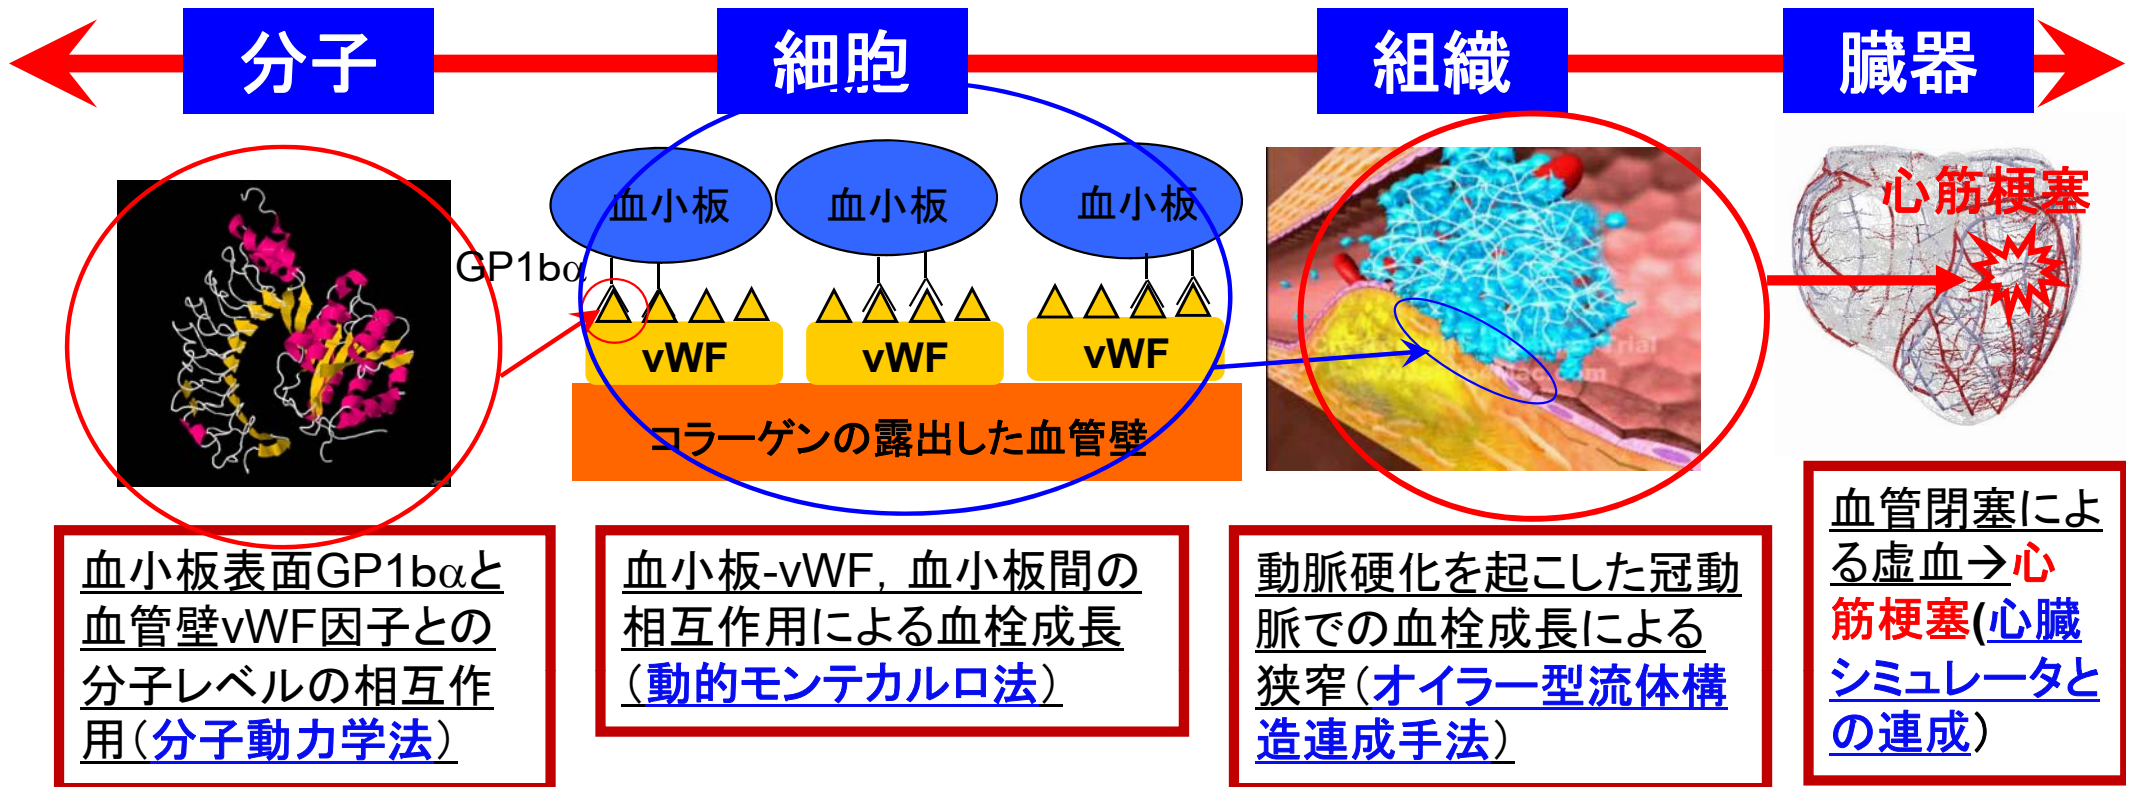 分子
細胞
組織
臓器
血小板
血小板
血小板
GP1bα
vWF
vWF
vWF
コラーゲンの露出した血管壁
心筋梗塞
血小板表面GP1bαと
血管壁vWF因子との
分子レベルの相互作
用（分子動力学法）
血小板-vWF，血小板間の
相互作用による血栓成長
（動的モンテカルロ法）
動脈硬化を起こした冠動
脈での血栓成長による
狭窄（オイラー型流体構
造連成手法）
血管閉塞によ
る虚血→心
筋梗塞(心臓
シミュレータと
の連成）